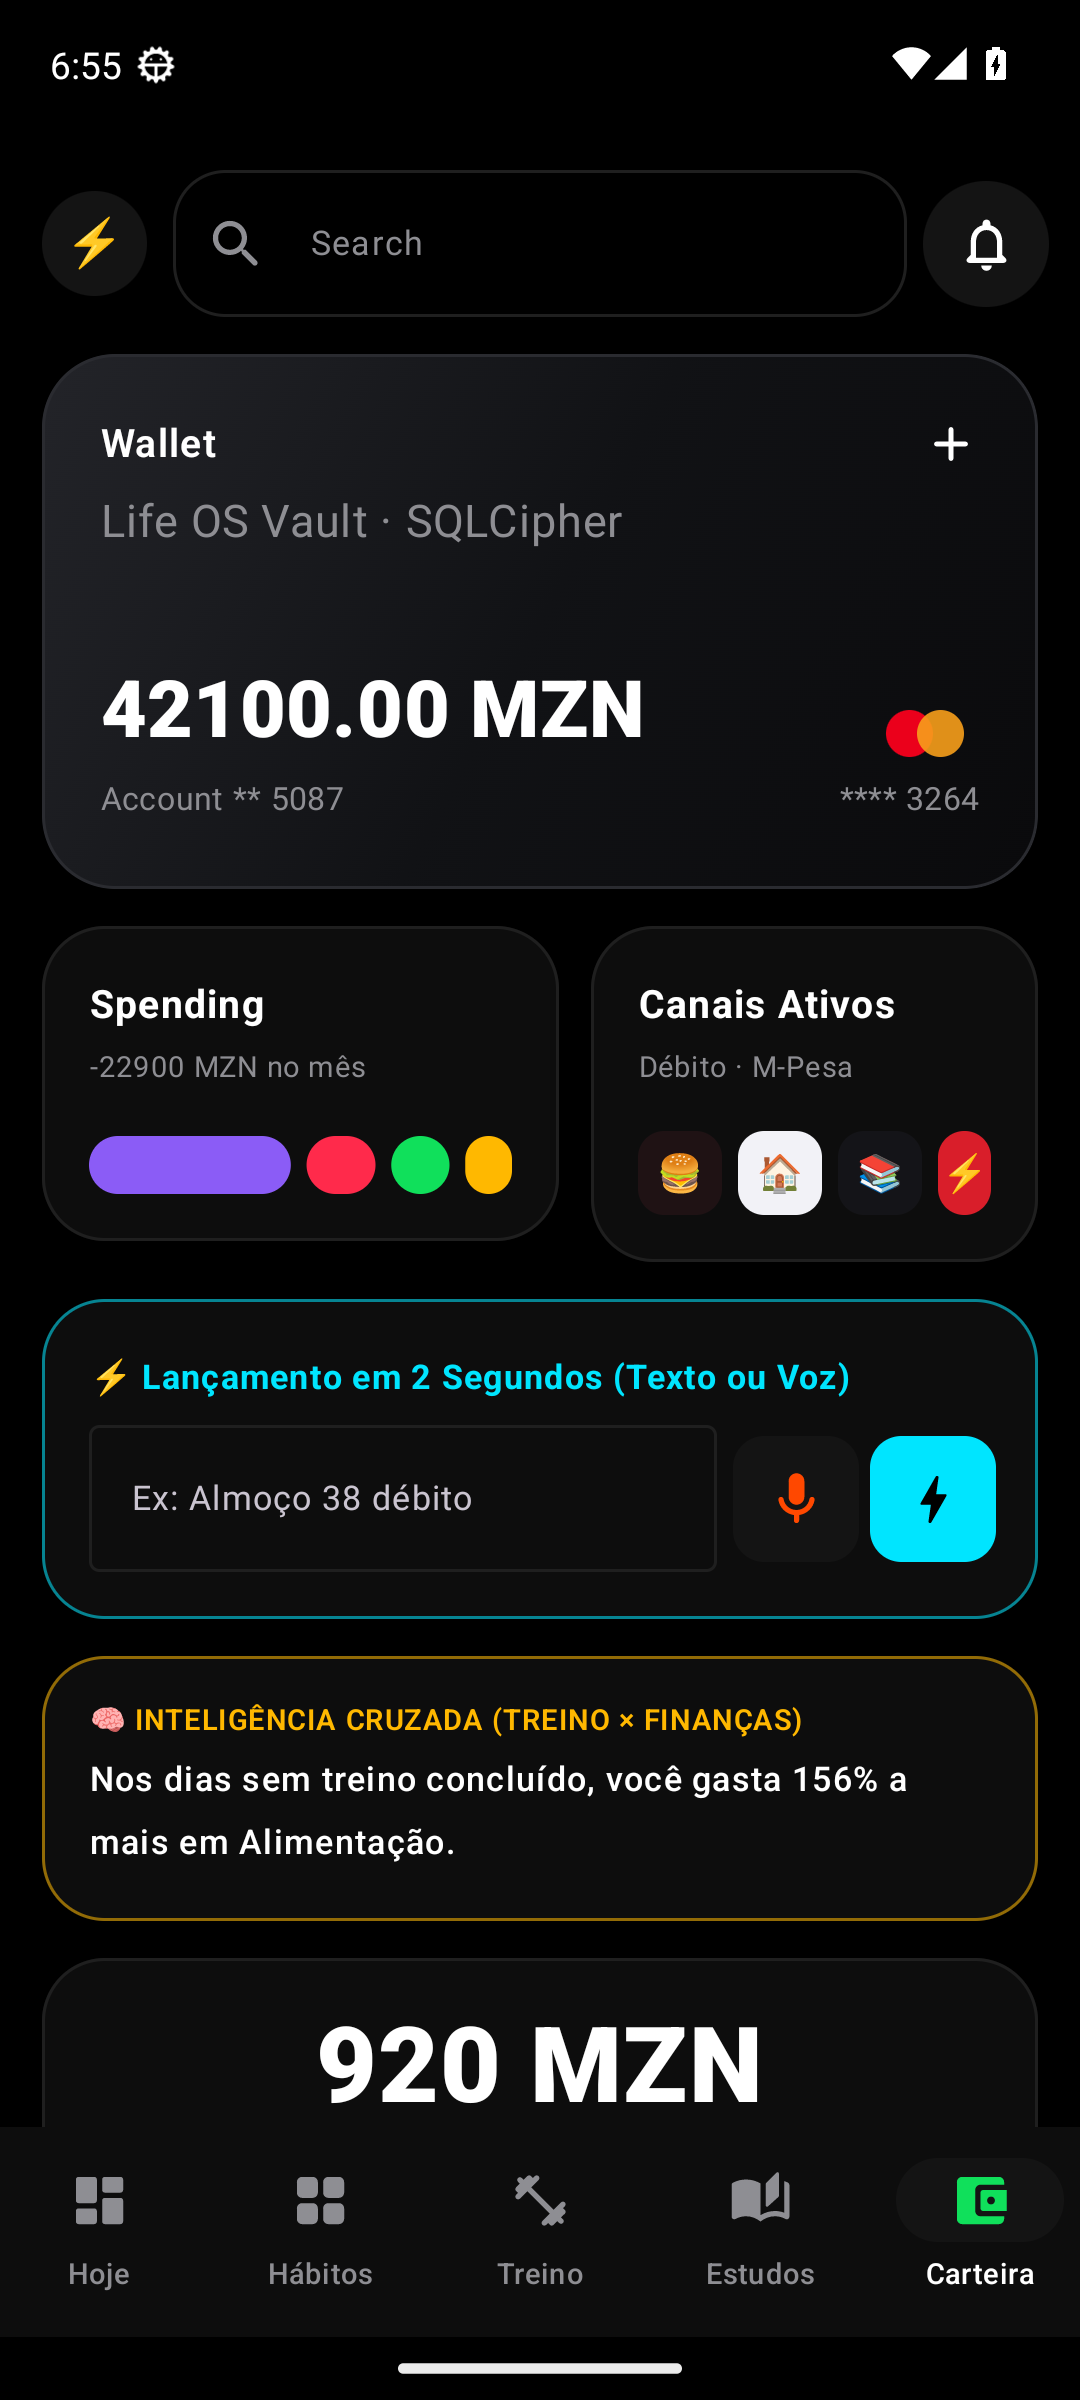 6:55
Search
Wallet
Life OS Vault · SQLCipher
42100.00 MZN
Account ** 5087
**** 3264
Spending
-22900 MZN no mês
Canais Ativos
Débito · M-Pesa
⚡ Lançamento em 2 Segundos (Texto ou Voz)
Ex: Almoço 38 débito
🧠 INTELIGÊNCIA CRUZADA (TREINO × FINANÇAS)
Nos dias sem treino concluído, você gasta 156% a
mais em Alimentação.
920 MZN
Hoje
Hábitos
Treino
Estudos
Carteira